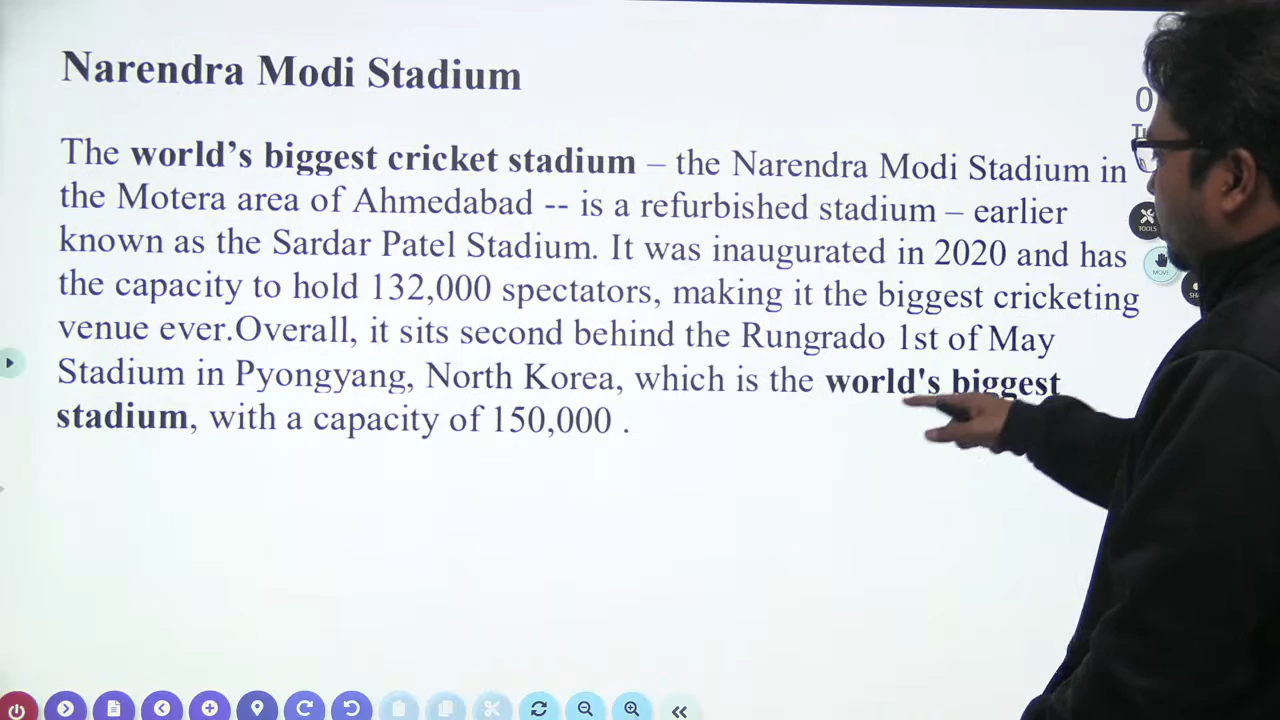 Narendra Modi Stadium
The world’s biggest cricket stadium – the Narendra Modi Stadium in
the Motera area of Ahmedabad -- is a refurbished stadium – earlier
known as the Sardar Patel Stadium. It was inaugurated in 2020 and has
the capacity to hold 132,000 spectators, making it the biggest cricketing
venue ever.Overall, it sits second behind the Rungrado 1st of May
Stadium in Pyongyang, North Korea, which is the world's biggest
stadium, with a capacity of 150,000 .
TOOLS
MOVE